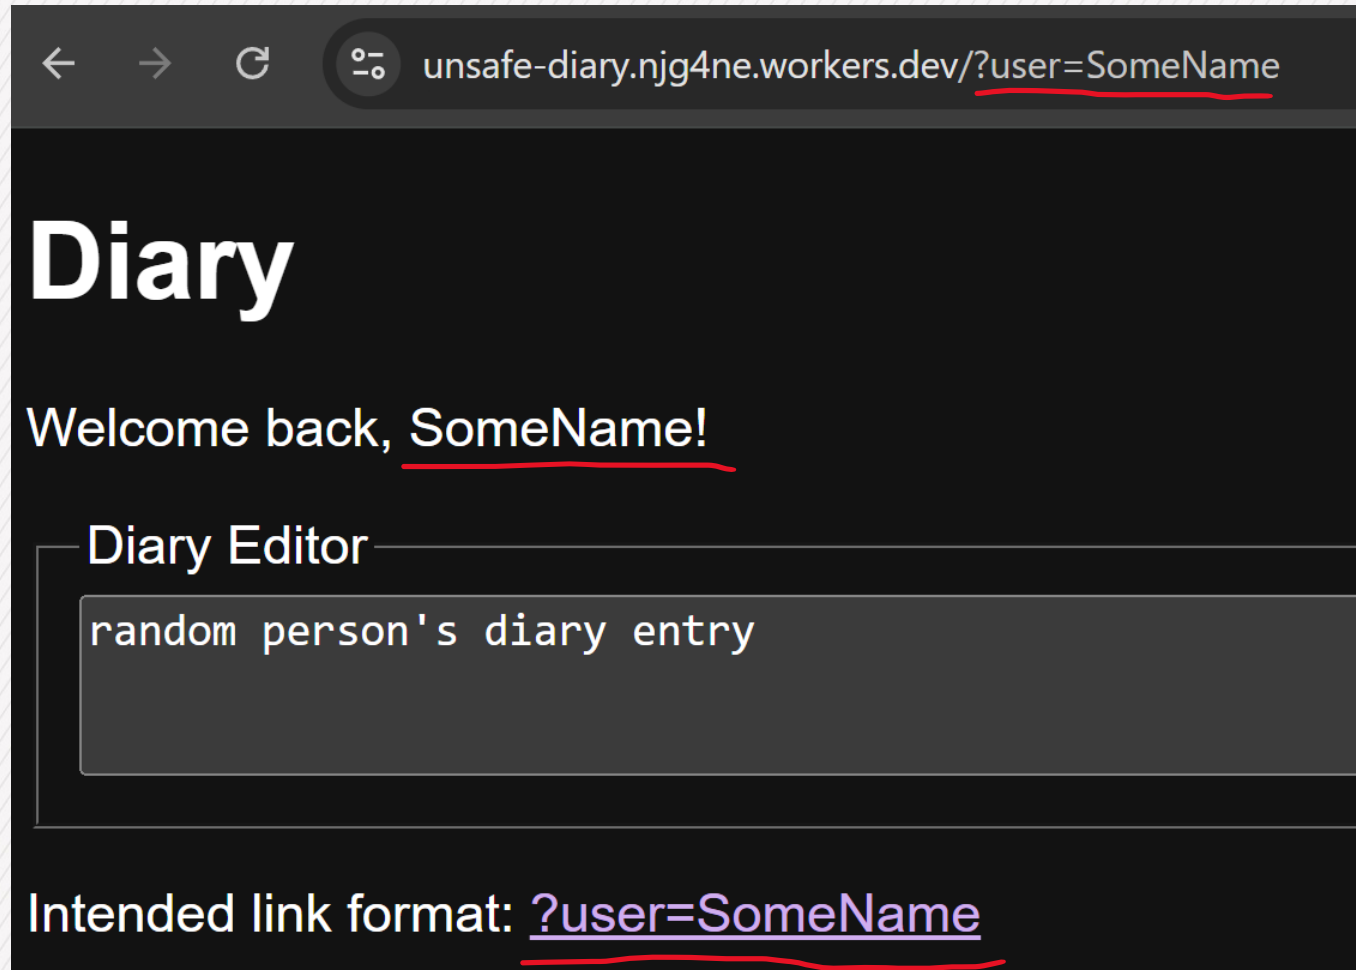 unsafe-diary.njg4ne.workers.dev/?user=SomeName
Diary
Welcome back, SomeName!
Diary Editor
random person's diary entry
Intended link format: ?user=SomeName